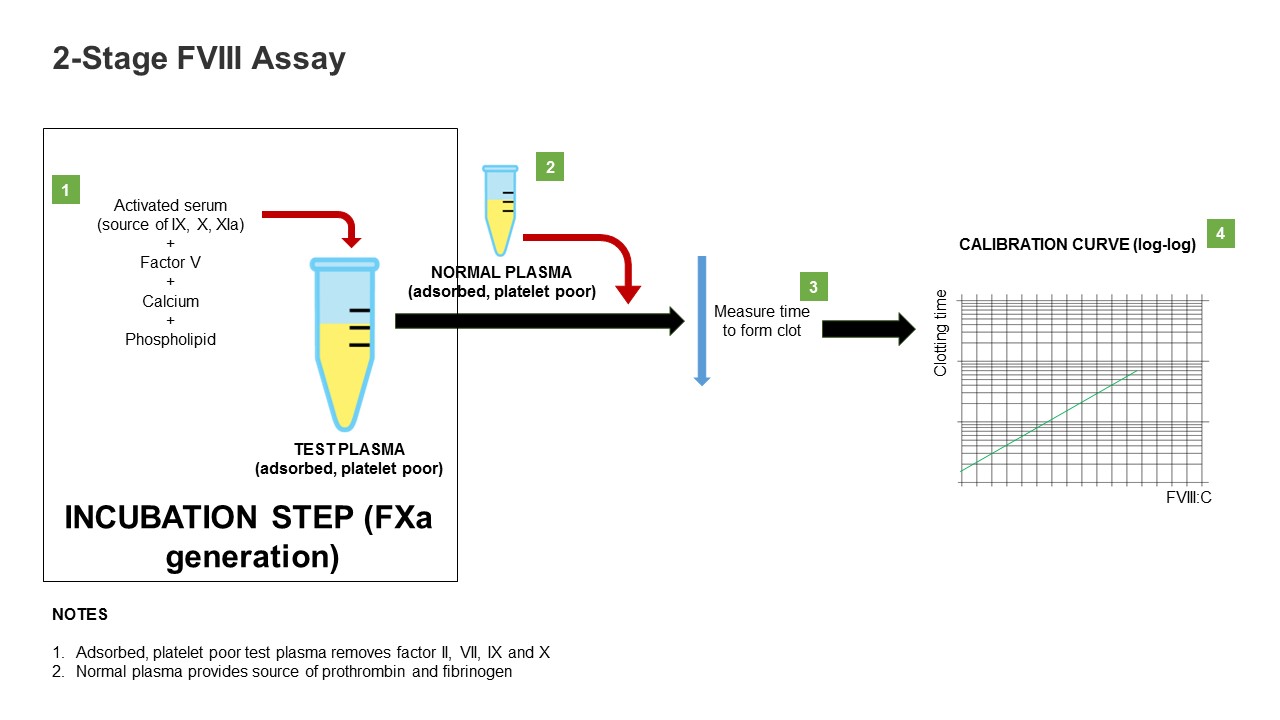 2-Stage FVIII Assay
1
Activated serum
(source of IX, X, XIa)
+
Factor V
+
Calcium
+
Phospholipid
TEST PLASMA
(adsorbed, platelet poor)
INCUBATION STEP (FXa
generation)
2
NORMAL PLASMA
(adsorbed, platelet poor)
3
Measure time
to form clot
4
CALIBRATION CURVE (log-log)
Clotting time
FVIII:C
NOTES
1. Adsorbed, platelet poor test plasma removes factor II, VII, IX and X
2. Normal plasma provides source of prothrombin and fibrinogen